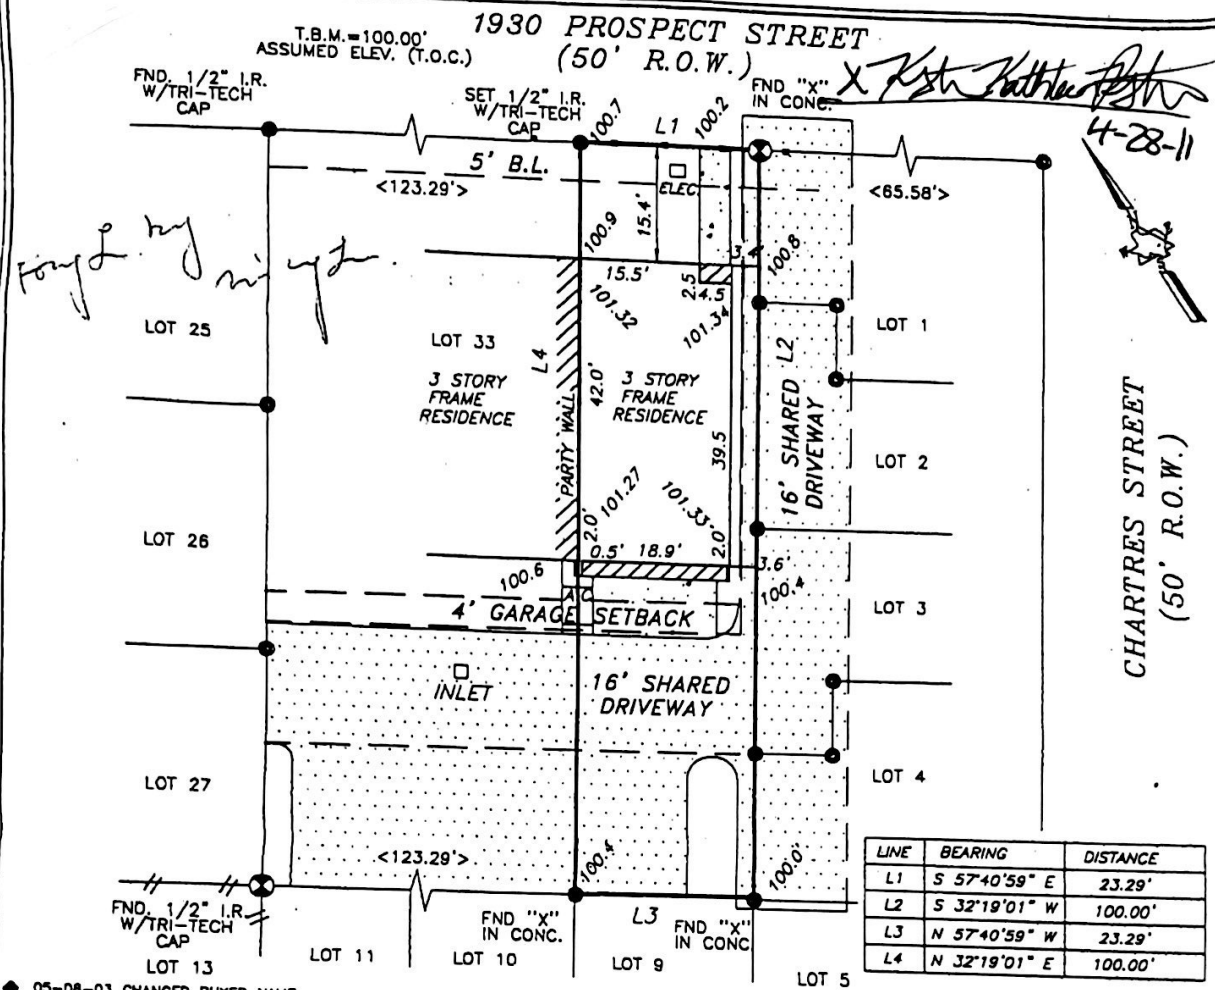 1930 PROSPECT STREET
(50' R.O.W.)
T.B.M.=100.00'
ASSUMED ELEV. (T.O.C.)
FND. 1/2" I.R.
W/TRI-TECH
CAP
SET 1/2" I.R.
W/TRI-TECH
CAP
FND "X"
IN CONC.
X
4-28-11
100.7
L1
100.2
5' B.L.
<123.29'>
ELEC
<65.58'>
15.4'
100.9
3.4'
100.8
15.5'
2.5
4.5
101.32
101.34
LOT 25
LOT 33
3 STORY
FRAME
RESIDENCE
L4
PARTY WALL
42.0'
3 STORY
FRAME
RESIDENCE
39.5
L2
16' SHARED
DRIVEWAY
LOT 1
LOT 2
CHARTRES STREET
(50' R.O.W.)
101.27
101.33
2.0'
2.0'
LOT 26
0.5'
18.9'
3.6'
100.6
100.4
A/C
4' GARAGE SETBACK
LOT 3
INLET
16' SHARED
DRIVEWAY
LOT 27
LOT 4
<123.29'>
100.4
100.0'
FND. 1/2" I.R.
W/TRI-TECH
CAP
FND "X"
IN CONC.
L3
FND "X"
IN CONC
LOT 13
LOT 11
LOT 10
LOT 9
LOT 5
LINE BEARING DISTANCE
L1 S 57°40'59" E 23.29'
L2 S 32°19'01" W 100.00'
L3 N 57°40'59" W 23.29'
L4 N 32°19'01" E 100.00'
05-08-03 CHANGED BUYER NAME